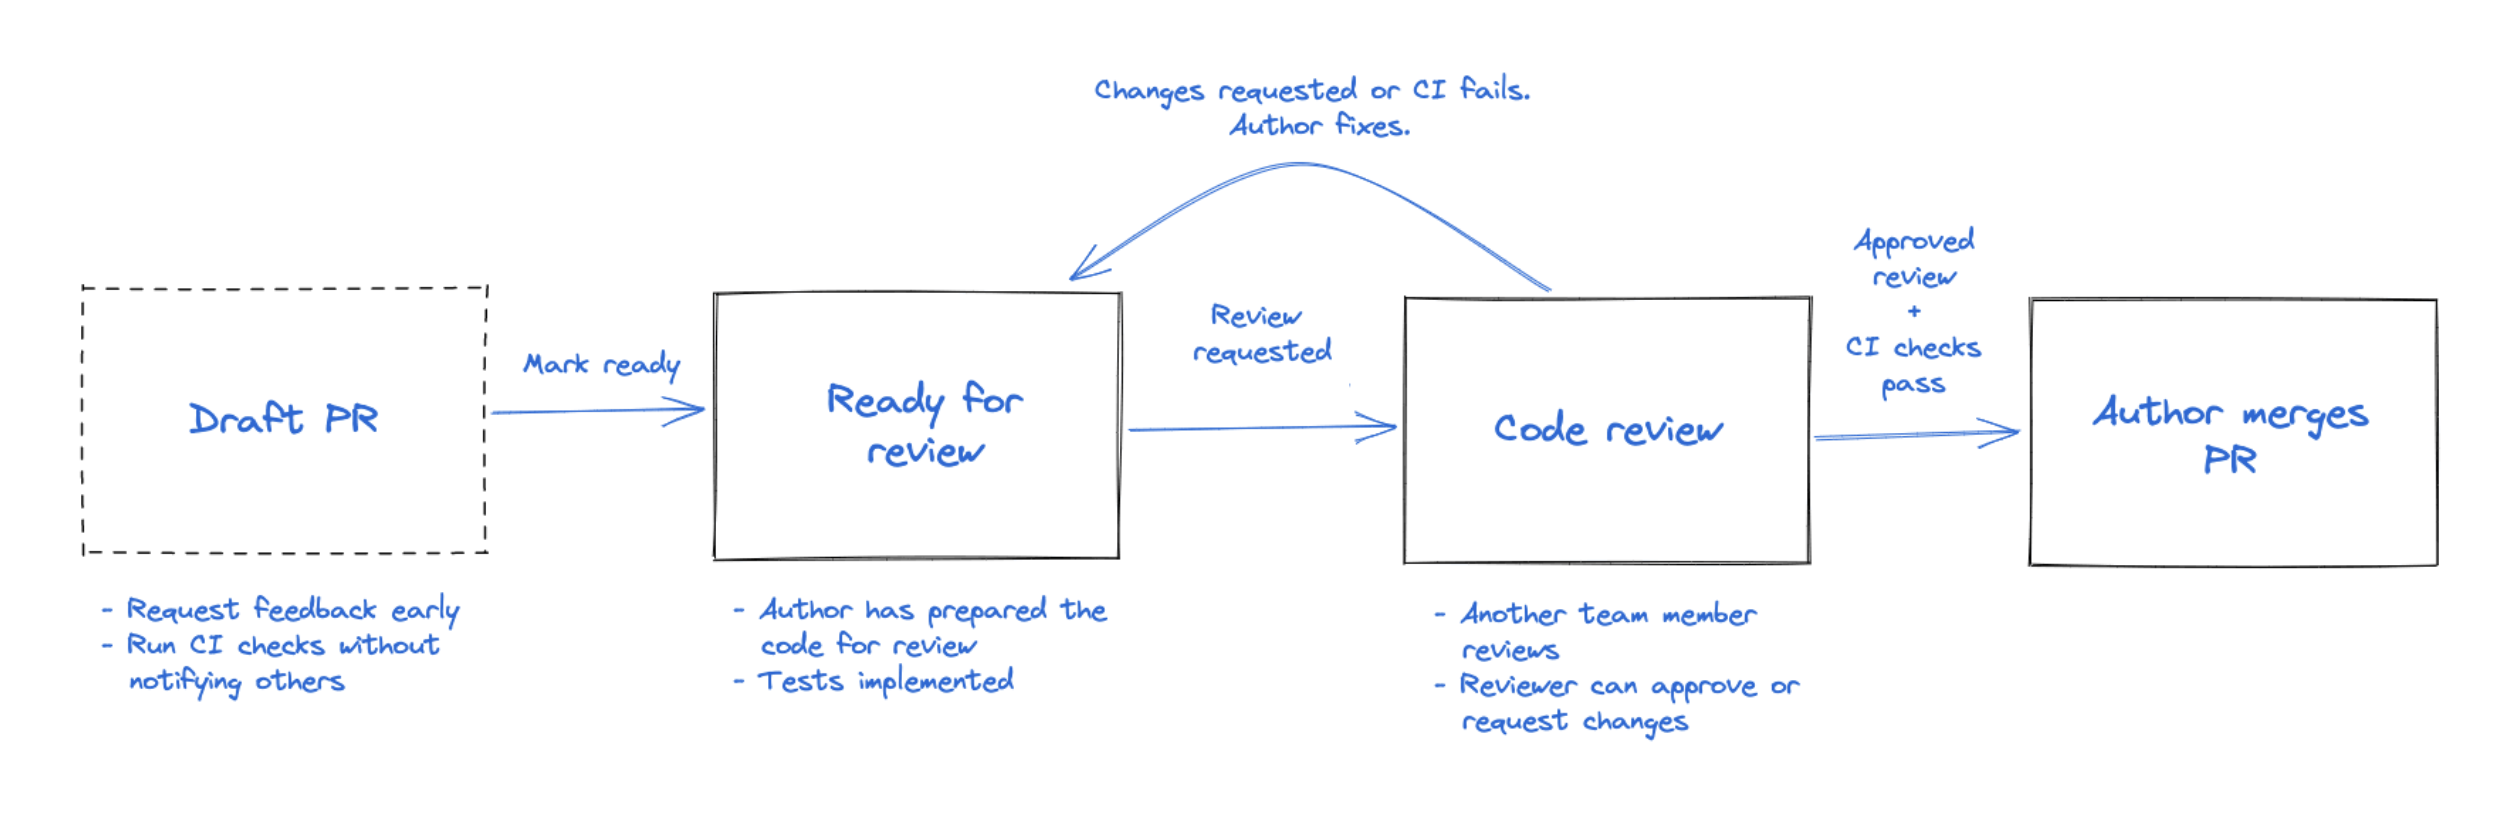 Changes requested or CI fails.
Author fixes.
Draft PR
- Request feedback early
- Run CI checks without
notifying others
Mark ready
Ready for
review
- Author has prepared the
code for review
- Tests implemented
Review
requested
Code review
- Another team member
reviews
- Reviewer can approve or
request changes
Approved
review
+
CI checks
pass
Author merges
PR